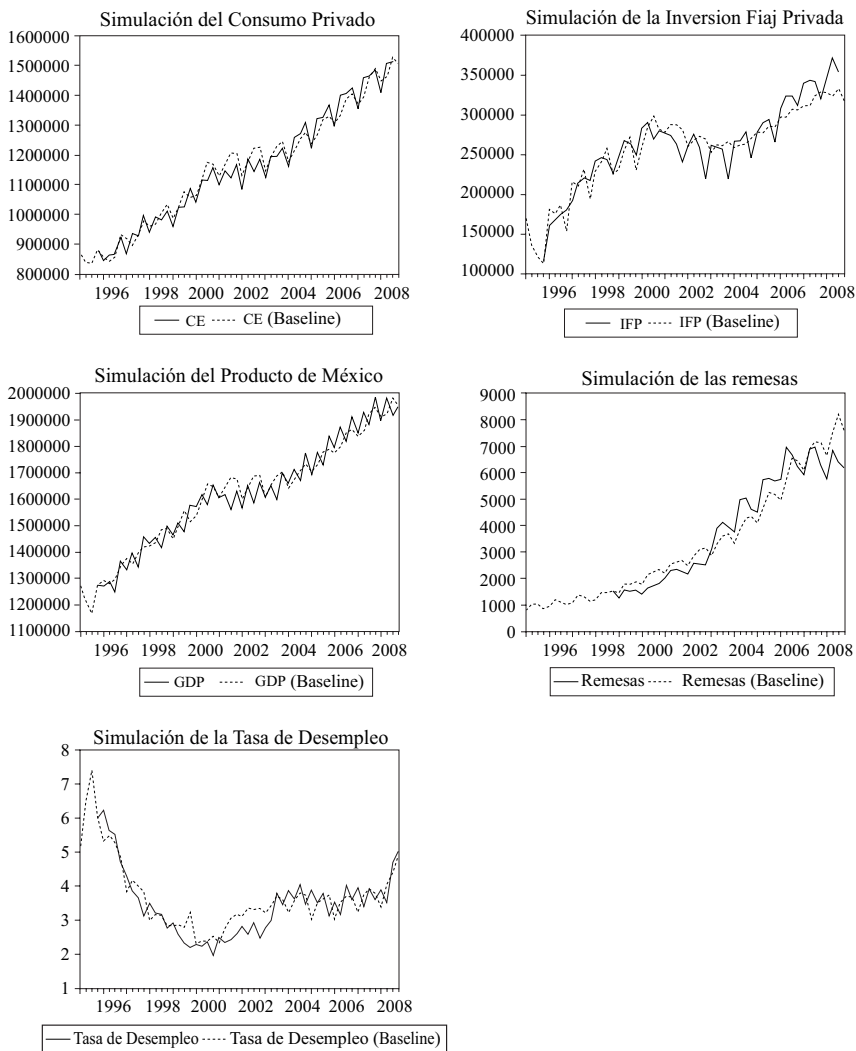 Simulación del Consumo Privado
1600000
1500000
1400000
1300000
1200000
1100000
1000000
900000
800000
1996 1998 2000 2002 2004 2006 2008
CE CE (Baseline)
Simulación de la Inversion Fiaj Privada
400000
350000
300000
250000
200000
150000
100000
1996 1998 2000 2002 2004 2006 2008
IFP IFP (Baseline)
Simulación del Producto de México
2000000
1900000
1800000
1700000
1600000
1500000
1400000
1300000
1200000
1100000
1996 1998 2000 2002 2004 2006 2008
GDP GDP (Baseline)
Simulación de las remesas
9000
8000
7000
6000
5000
4000
3000
2000
1000
0
1996 1998 2000 2002 2004 2006 2008
Remesas Remesas (Baseline)
Simulación de la Tasa de Desempleo
8
7
6
5
4
3
2
1
1996 1998 2000 2002 2004 2006 2008
Tasa de Desempleo Tasa de Desempleo (Baseline)